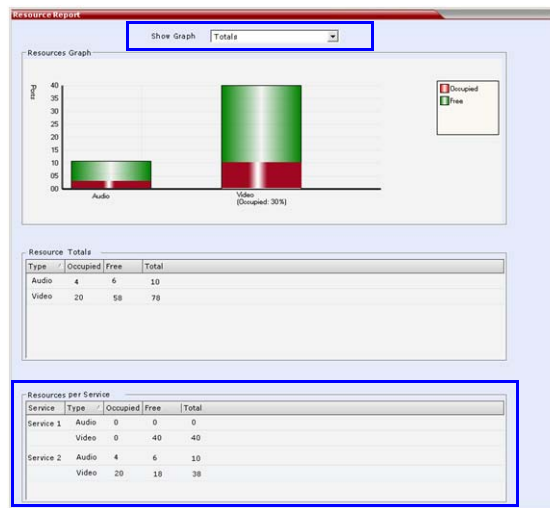 Resource Report
Show Graph Totals
Resources Graph
Ports
40
35
30
25
20
15
10
05
00
Audio
Video
(Occupied: 30%)
Occupied
Free
Resource Totals
Type Occupied Free Total
Audio 4 6 10
Video 20 58 78
Resources per Service
Service Type Occupied Free Total
Service 1 Audio 0 0 0
Video 0 40 40
Service 2 Audio 4 6 10
Video 20 18 38